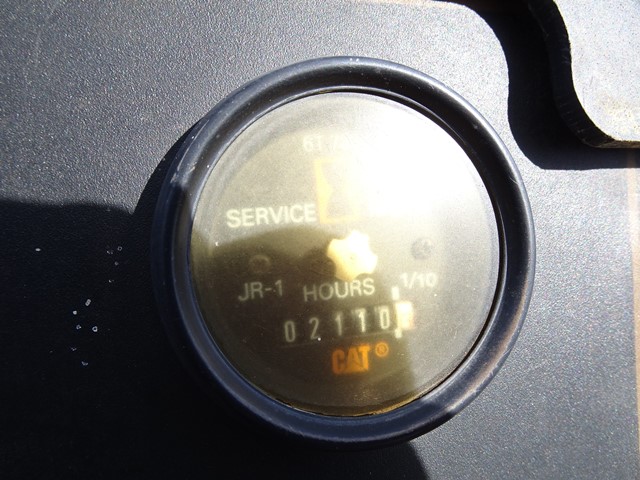 SERVICE
JR-1 HOURS 1/10
02110
CAT®